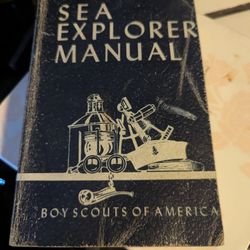 SEA
EXPLORER
MANUAL
BOY SCOUTS OF AMERICA